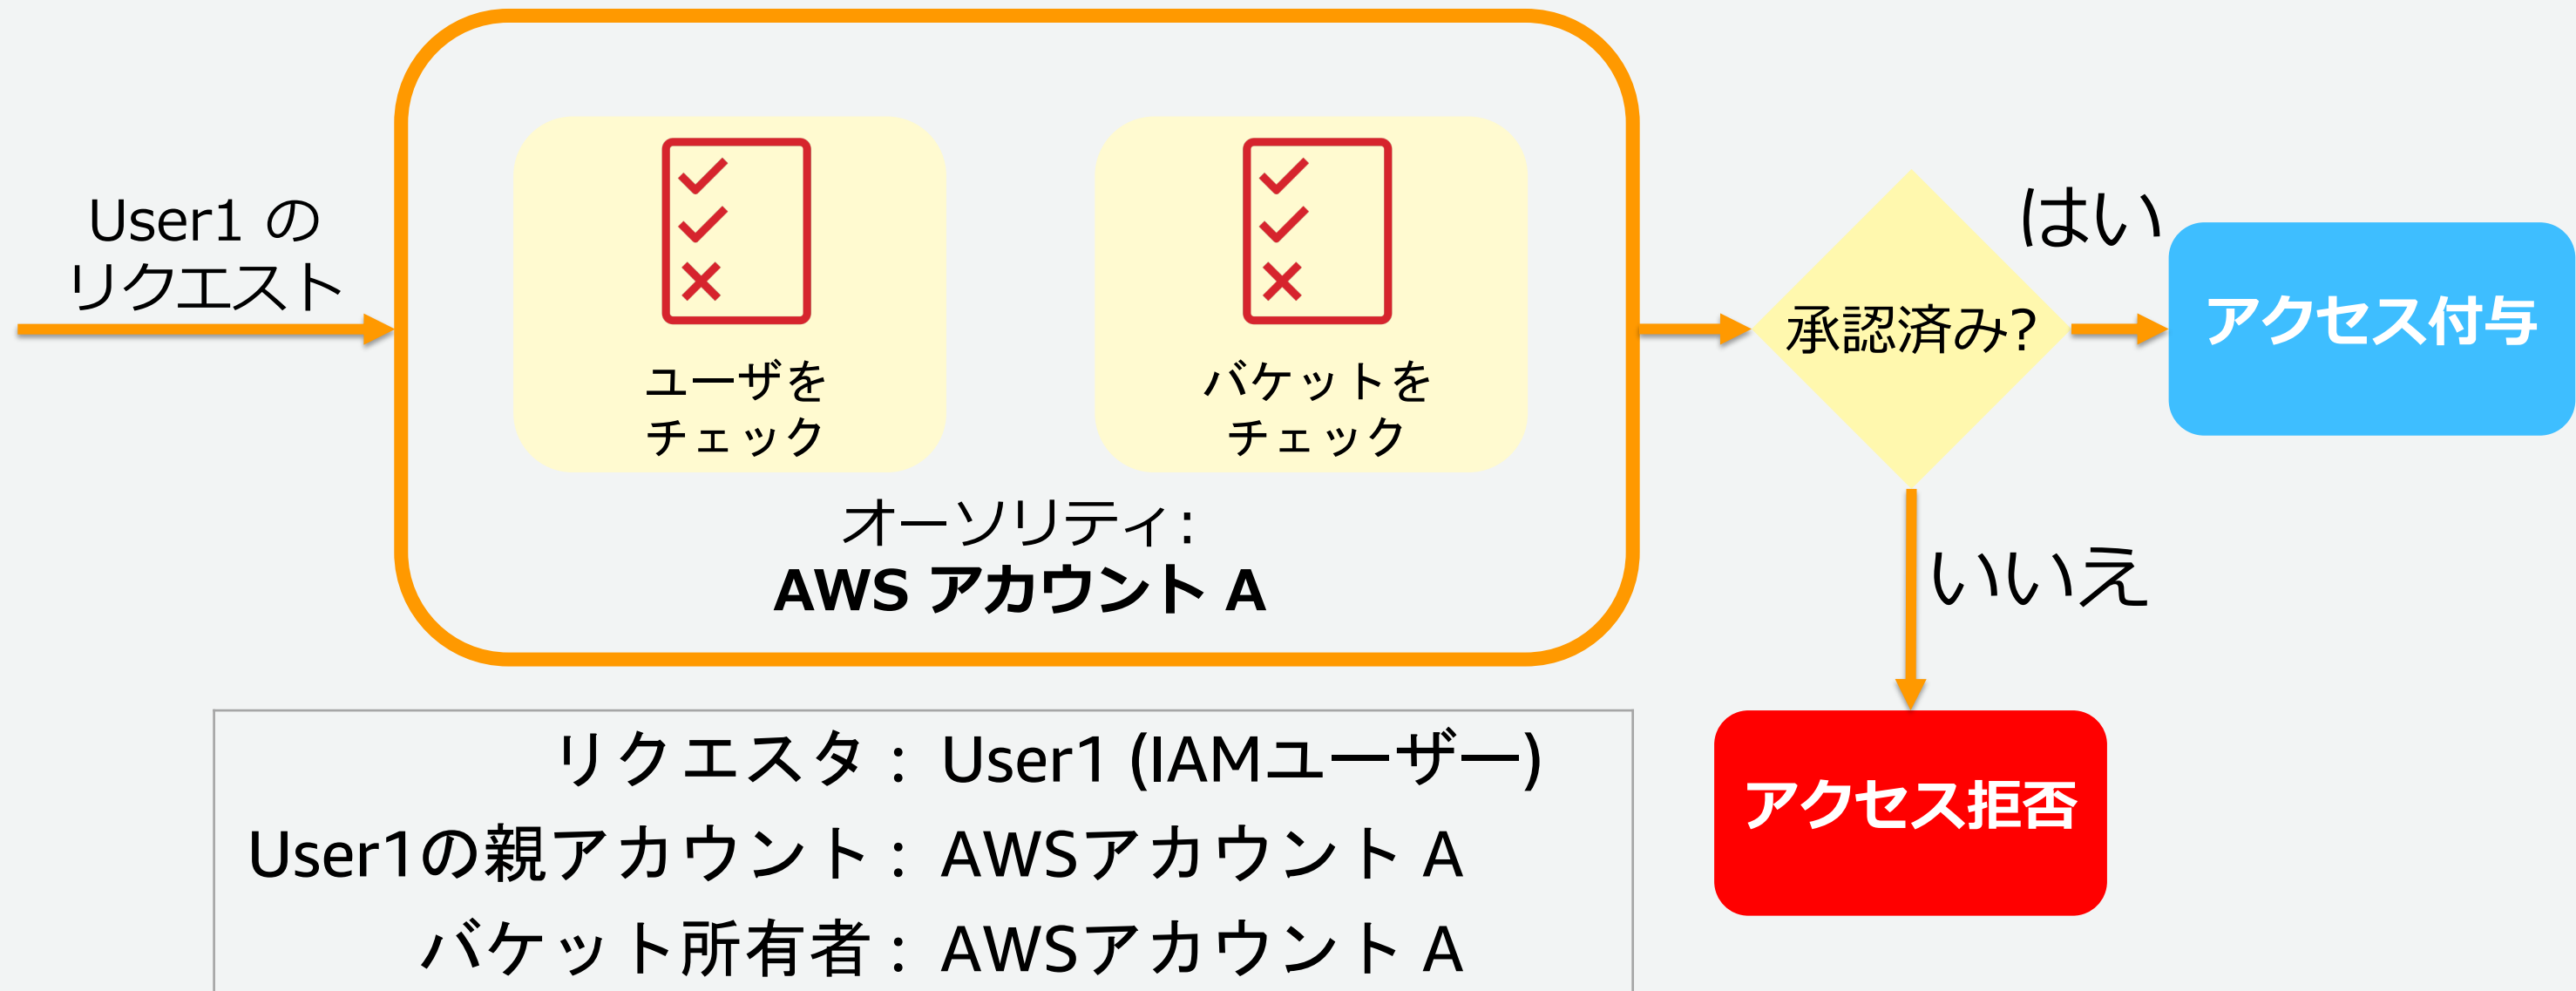 User1 の
リクエスト
ユーザを
チェック
バケットを
チェック
オーソリティ:
AWS アカウント A
承認済み?
はい
アクセス付与
いいえ
アクセス拒否
リクエスタ : User1 (IAMユーザー)
User1の親アカウント : AWSアカウント A
バケット所有者 : AWSアカウント A